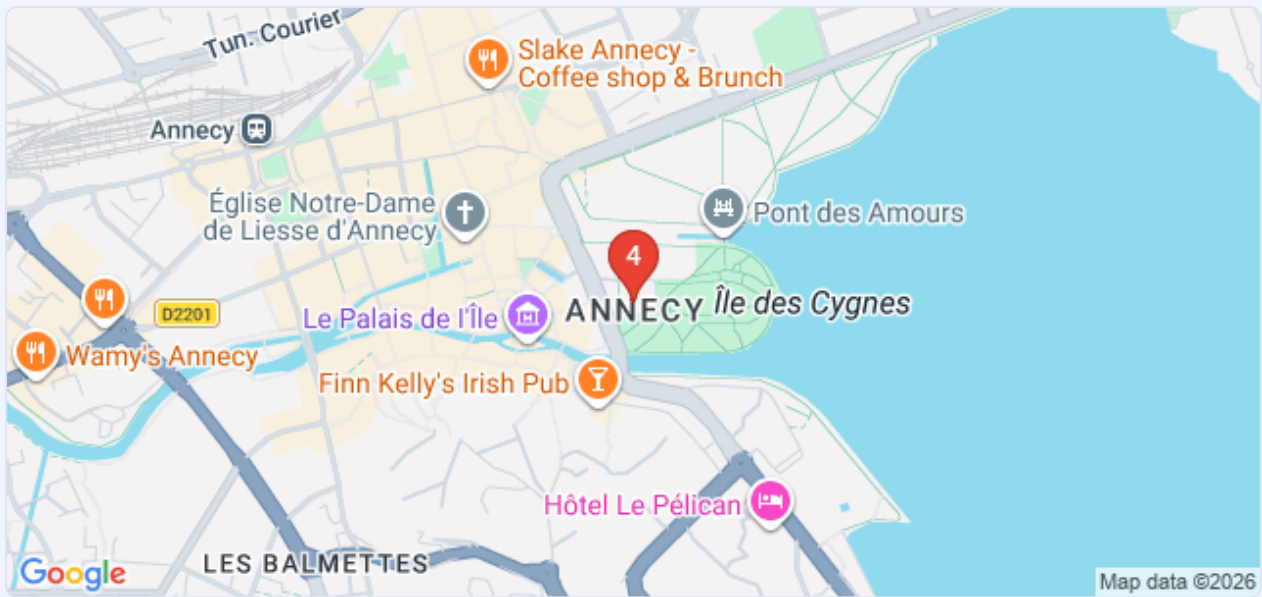 Tun. Courier
Slake Annecy -
Coffee shop & Brunch
Annecy
Église Notre-Dame
de Liesse d'Annecy
Pont des Amours
4
D2201
Le Palais de l'Île
ANNECY
Île des Cygnes
Wamy's Annecy
Finn Kelly's Irish Pub
Hôtel Le Pélican
LES BALMETTES
Google
Map data ©2026